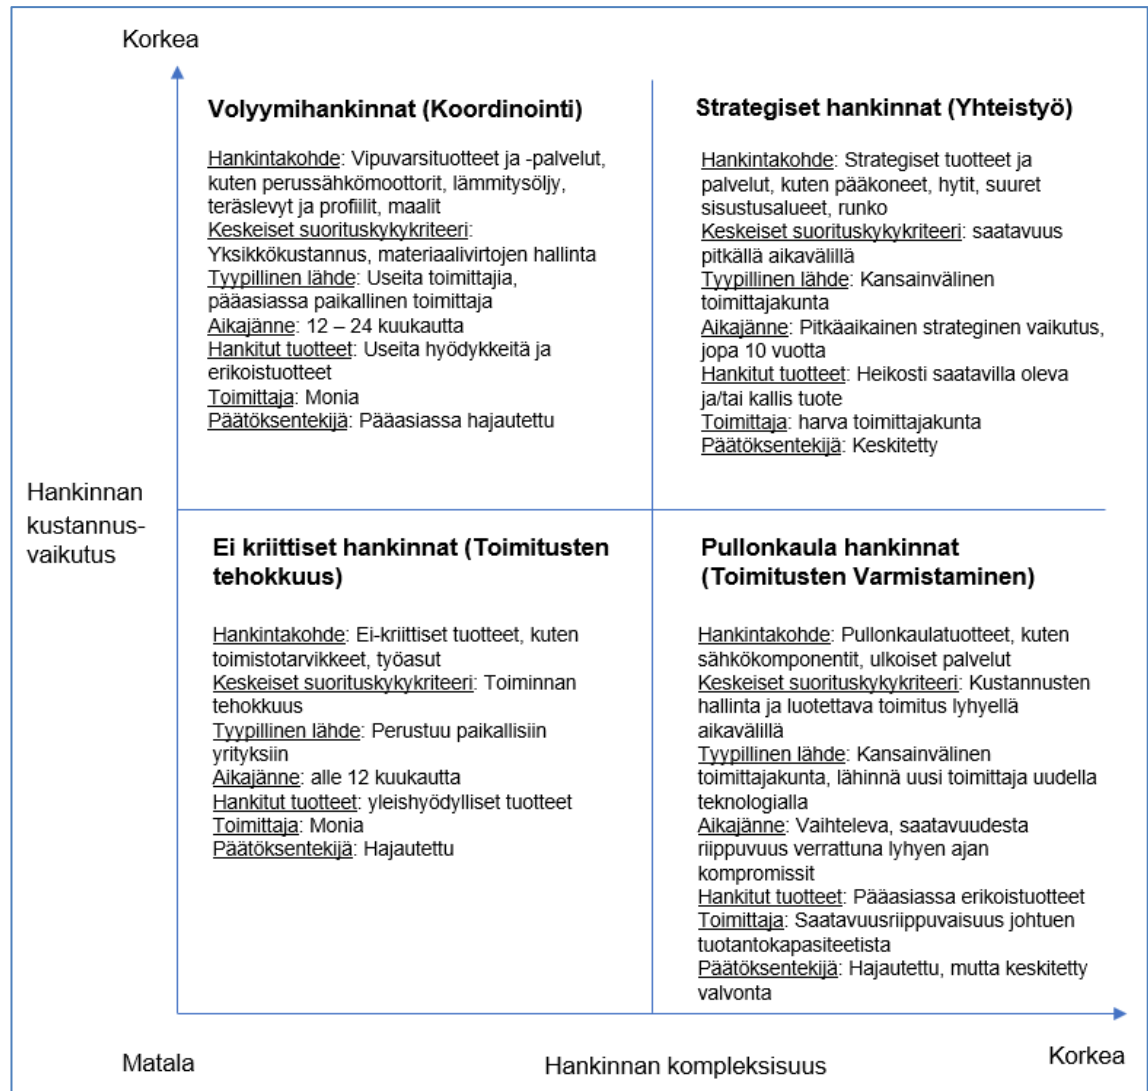 Korkea
Volyymihankinnat (Koordinointi)
Hankintakohde: Vipuvarsituotteet ja -palvelut,
kuten perussähkömoottorit, lämmitysöljy,
teräslevyt ja profiilit, maalit
Keskeiset suorituskykykriteeri:
Yksikkökustannus, materiaalivirtojen hallinta
Tyypillinen lähde: Useita toimittajia,
pääasiassa paikallinen toimittaja
Aikajänne: 12 – 24 kuukautta
Hankitut tuotteet: Useita hyödykkeitä ja
erikoistuotteet
Toimittaja: Monia
Päätöksentekijä: Pääasiassa hajautettu
Strategiset hankinnat (Yhteistyö)
Hankintakohde: Strategiset tuotteet ja
palvelut, kuten pääkoneet, hytit, suuret
sisustusalueet, runko
Keskeiset suorituskykykriteeri: saatavuus
pitkällä aikavälillä
Tyypillinen lähde: Kansainvälinen
toimittajakunta
Aikajänne: Pitkäaikainen strateginen vaikutus,
jopa 10 vuotta
Hankitut tuotteet: Heikosti saatavilla oleva
ja/tai kallis tuote
Toimittaja: harva toimittajakunta
Päätöksentekijä: Keskitetty
Hankinnan
kustannus-
vaikutus
Ei kriittiset hankinnat (Toimitusten
tehokkuus)
Hankintakohde: Ei-kriittiset tuotteet, kuten
toimistotarvikkeet, työasut
Keskeiset suorituskykykriteeri: Toiminnan
tehokkuus
Tyypillinen lähde: Perustuu paikallisiin
yrityksiin
Aikajänne: alle 12 kuukautta
Hankitut tuotteet: yleishyödylliset tuotteet
Toimittaja: Monia
Päätöksentekijä: Hajautettu
Pullonkaula hankinnat
(Toimitusten Varmistaminen)
Hankintakohde: Pullonkaulatuotteet, kuten
sähkökomponentit, ulkoiset palvelut
Keskeiset suorituskykykriteeri: Kustannusten
hallinta ja luotettava toimitus lyhyellä
aikavälillä
Tyypillinen lähde: Kansainvälinen
toimittajakunta, lähinnä uusi toimittaja uudella
teknologialla
Aikajänne: Vaihteleva, saatavuudesta
riippuvuus verrattuna lyhyen ajan
kompromissit
Hankitut tuotteet: Pääasiassa erikoistuotteet
Toimittaja: Saatavuusriippuvaisuus johtuen
tuotantokapasiteetista
Päätöksentekijä: Hajautettu, mutta keskitetty
valvonta
Matala
Hankinnan kompleksisuus
Korkea